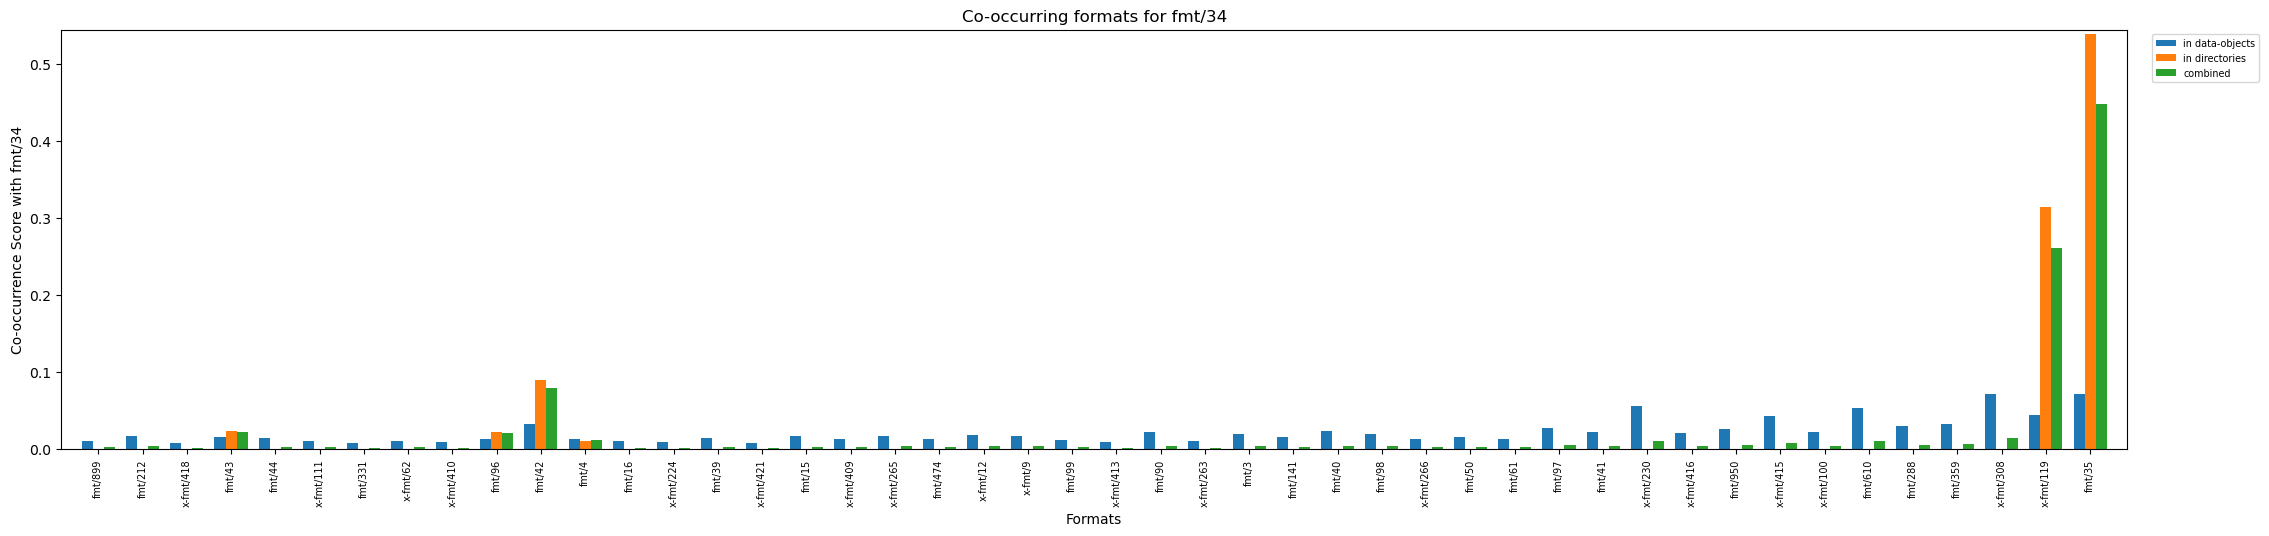 Co-occurring formats for fmt/34
in data-objects
in directories
combined
Co-occurrence Score with fmt/34
0.5
0.4
0.3
0.2
0.1
0.0
fmt/899
fmt/212
x-fmt/418
fmt/43
fmt/44
x-fmt/111
fmt/331
x-fmt/62
x-fmt/410
fmt/96
fmt/42
fmt/4
fmt/16
x-fmt/224
fmt/39
x-fmt/421
fmt/15
x-fmt/409
x-fmt/265
fmt/474
x-fmt/12
x-fmt/9
fmt/99
x-fmt/413
fmt/90
x-fmt/263
fmt/3
fmt/141
fmt/40
fmt/98
x-fmt/266
fmt/50
fmt/61
fmt/97
fmt/41
x-fmt/230
x-fmt/416
fmt/950
x-fmt/415
x-fmt/100
fmt/610
fmt/288
fmt/359
x-fmt/308
x-fmt/119
fmt/35
Formats